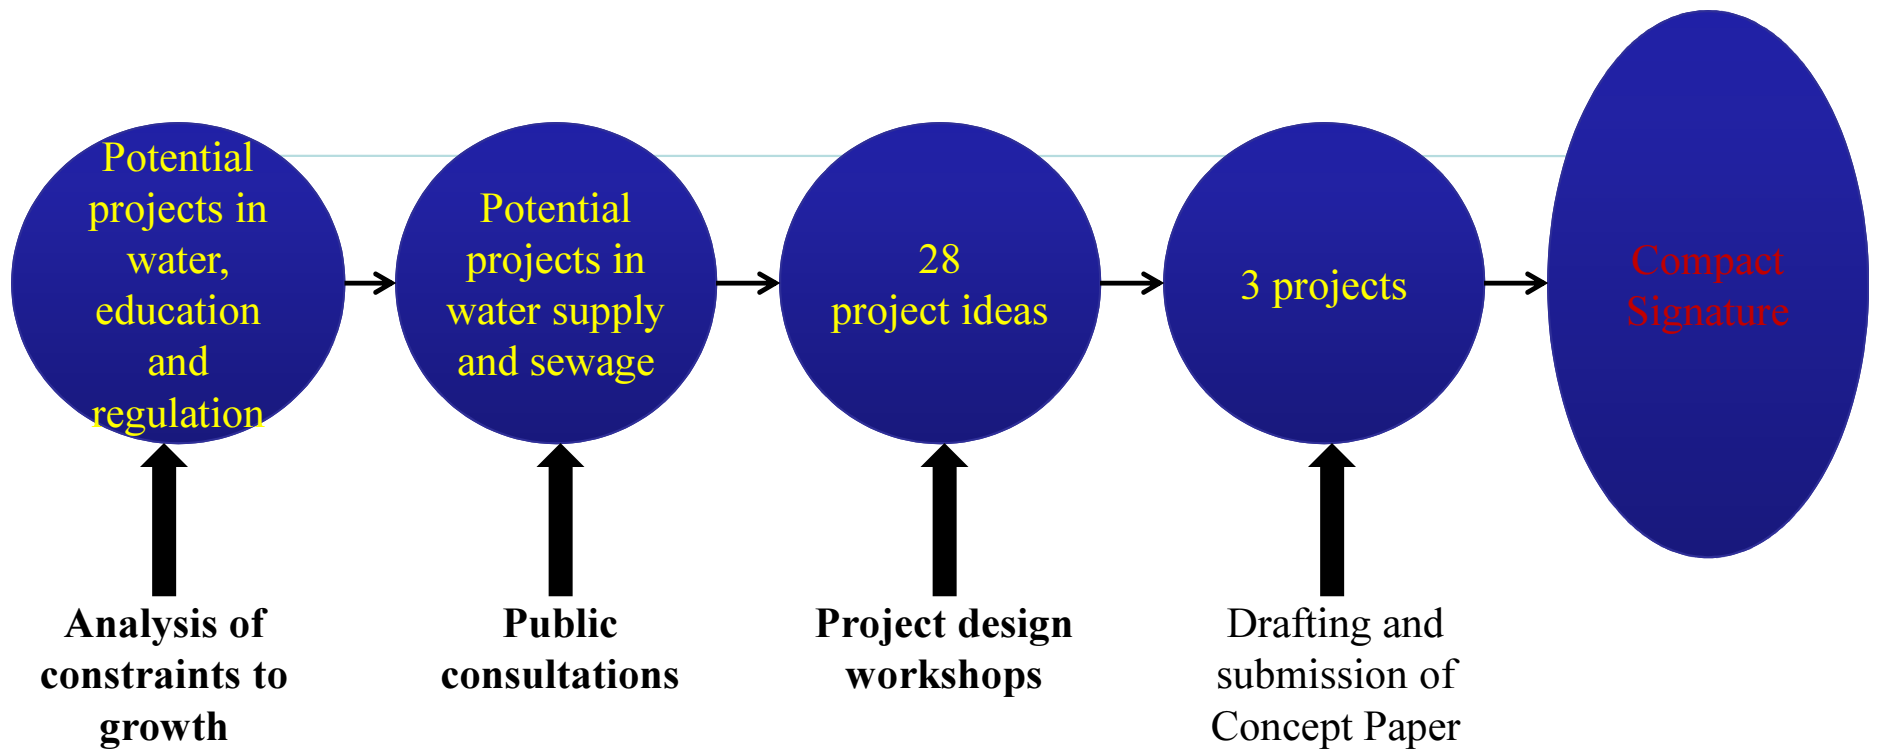 Potential
projects in
water,
education
and
regulation
Potential
projects in
water supply
and sewage
28
project ideas
3 projects
Compact
Signature
Analysis of
constraints to
growth
Public
consultations
Project design
workshops
Drafting and
submission of
Concept Paper